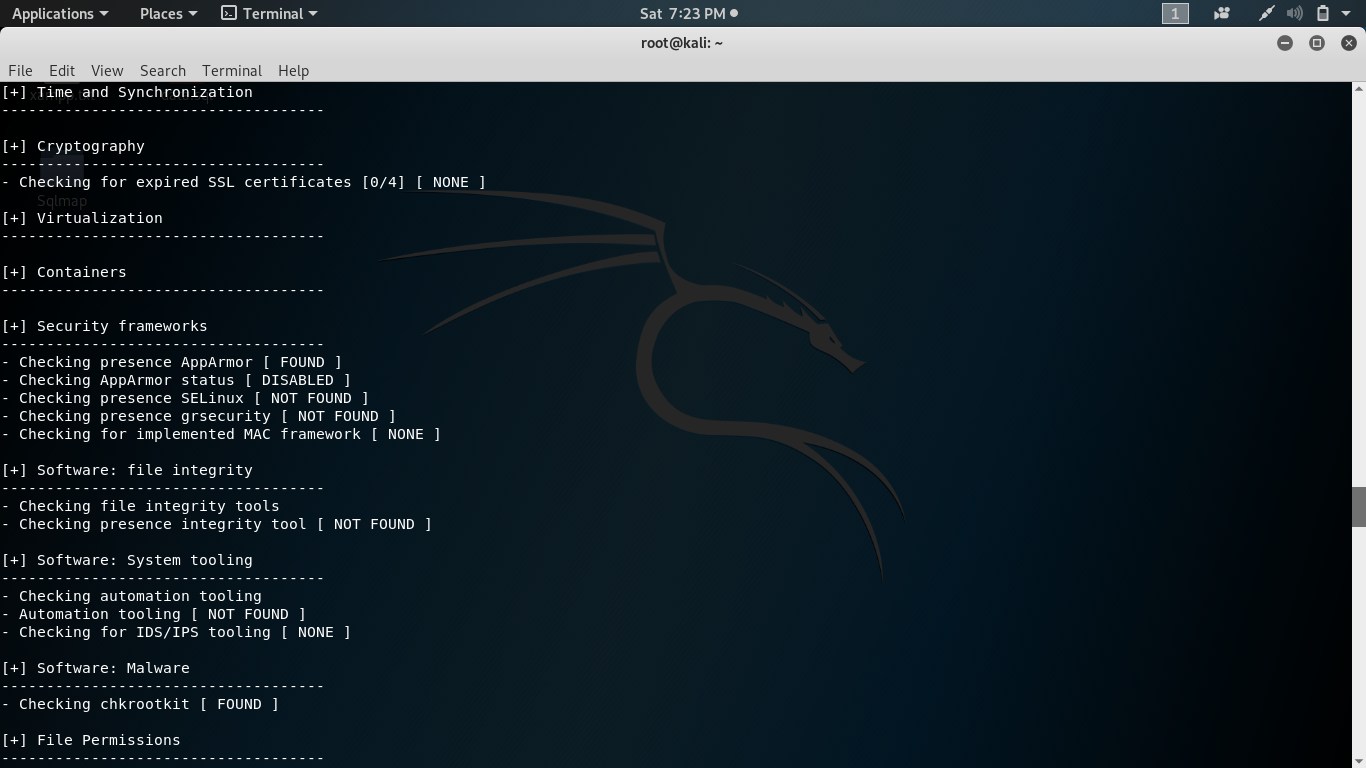 Applications Places Terminal Sat 7:23 PM 1
root@kali: ~
File Edit View Search Terminal Help
[+] Time and Synchronization
------------------------------------
[+] Cryptography
------------------------------------
- Checking for expired SSL certificates [0/4] [ NONE ]
Sqlmap
[+] Virtualization
------------------------------------
[+] Containers
------------------------------------
[+] Security frameworks
------------------------------------
- Checking presence AppArmor [ FOUND ]
- Checking AppArmor status [ DISABLED ]
- Checking presence SELinux [ NOT FOUND ]
- Checking presence grsecurity [ NOT FOUND ]
- Checking for implemented MAC framework [ NONE ]
[+] Software: file integrity
------------------------------------
- Checking file integrity tools
- Checking presence integrity tool [ NOT FOUND ]
[+] Software: System tooling
------------------------------------
- Checking automation tooling
- Automation tooling [ NOT FOUND ]
- Checking for IDS/IPS tooling [ NONE ]
[+] Software: Malware
------------------------------------
- Checking chkrootkit [ FOUND ]
[+] File Permissions
------------------------------------